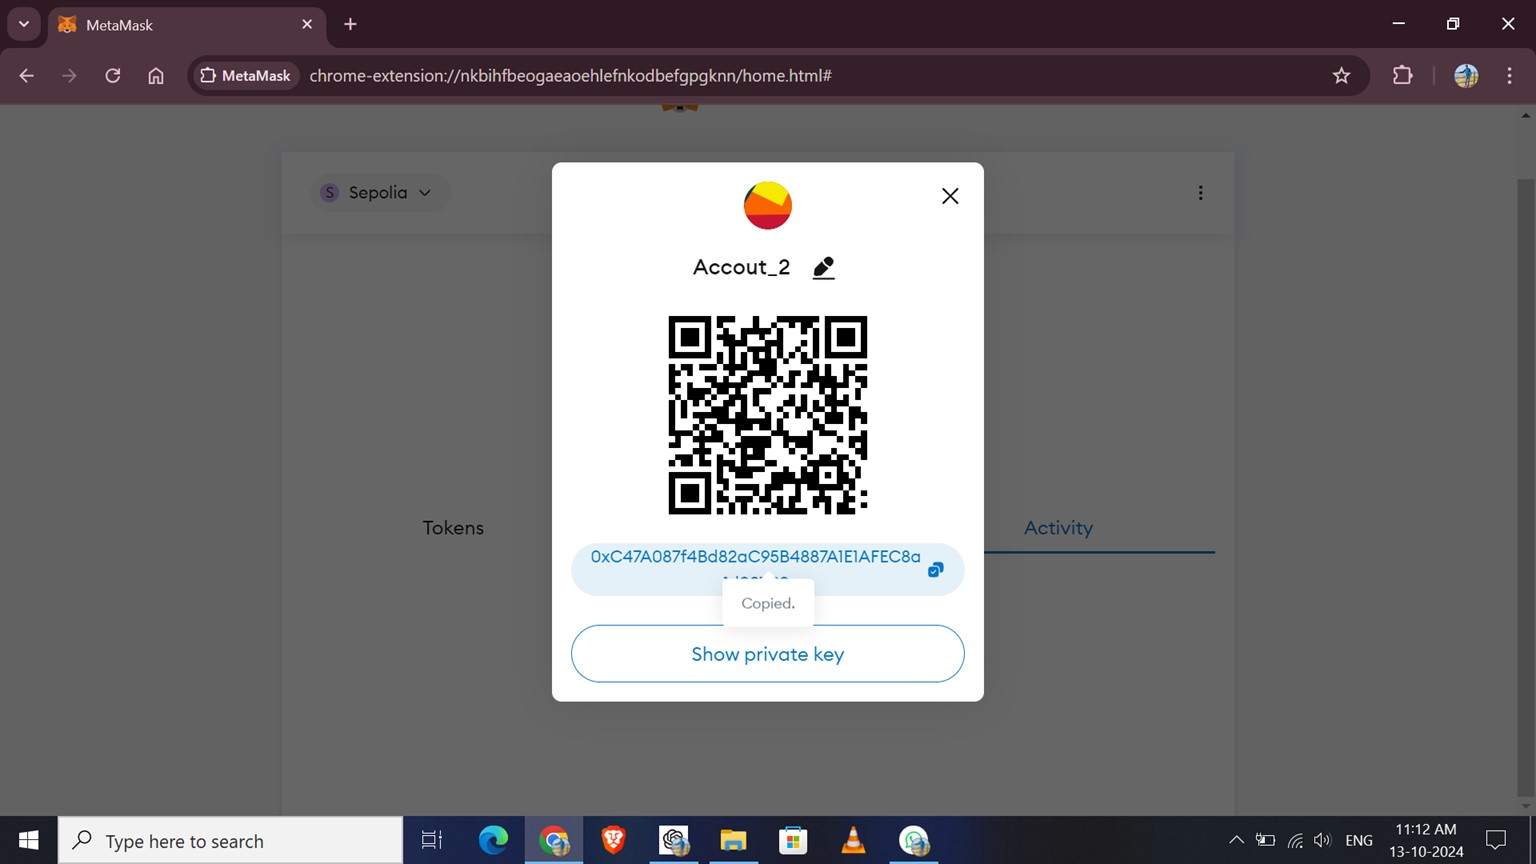 MetaMask
MetaMask
chrome-extension://nkbihfbeogaeaoehlefnkodbefgpgknn/home.html#
S Sepolia
Accout_2
Tokens
Activity
0xC47A087f4Bd82aC95B4887A1E1AFEC8a
Copied.
Show private key
Type here to search
ENG
11:12 AM
13-10-2024